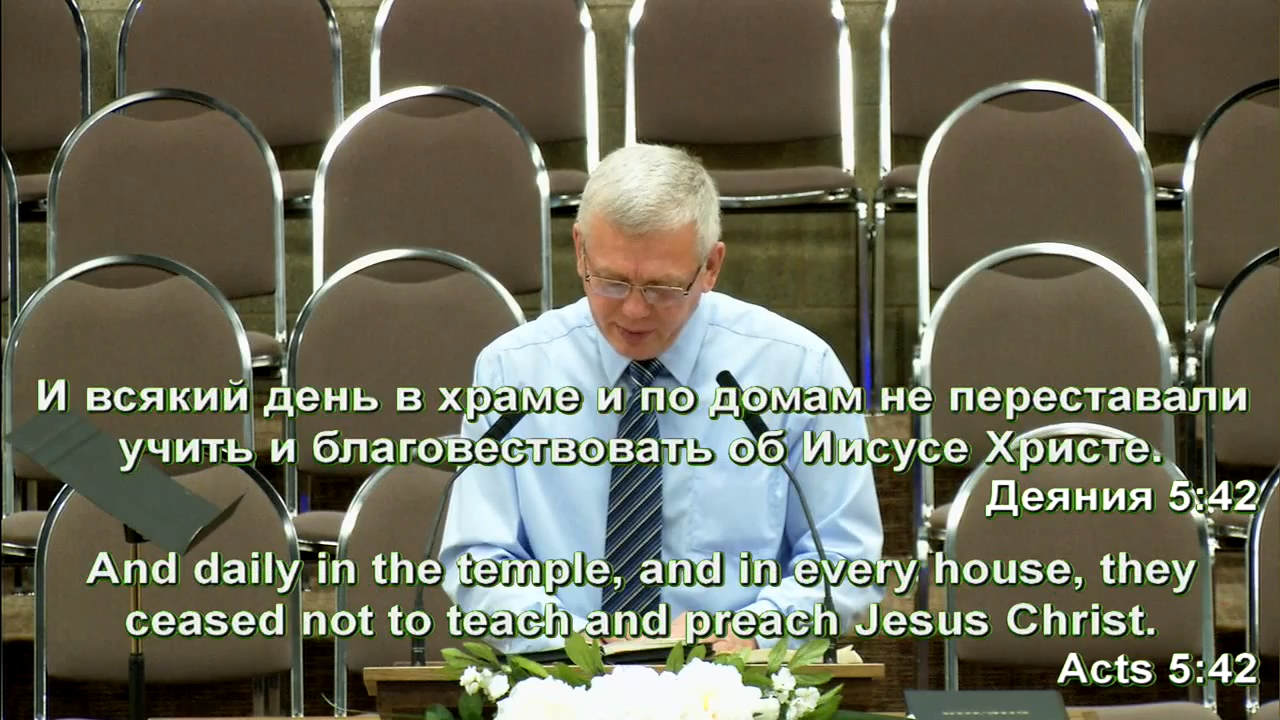 И всякий день в храме и по домам не переставали
учить и благовествовать об Иисусе Христе.
Деяния 5:42
And daily in the temple, and in every house, they
ceased not to teach and preach Jesus Christ.
Acts 5:42